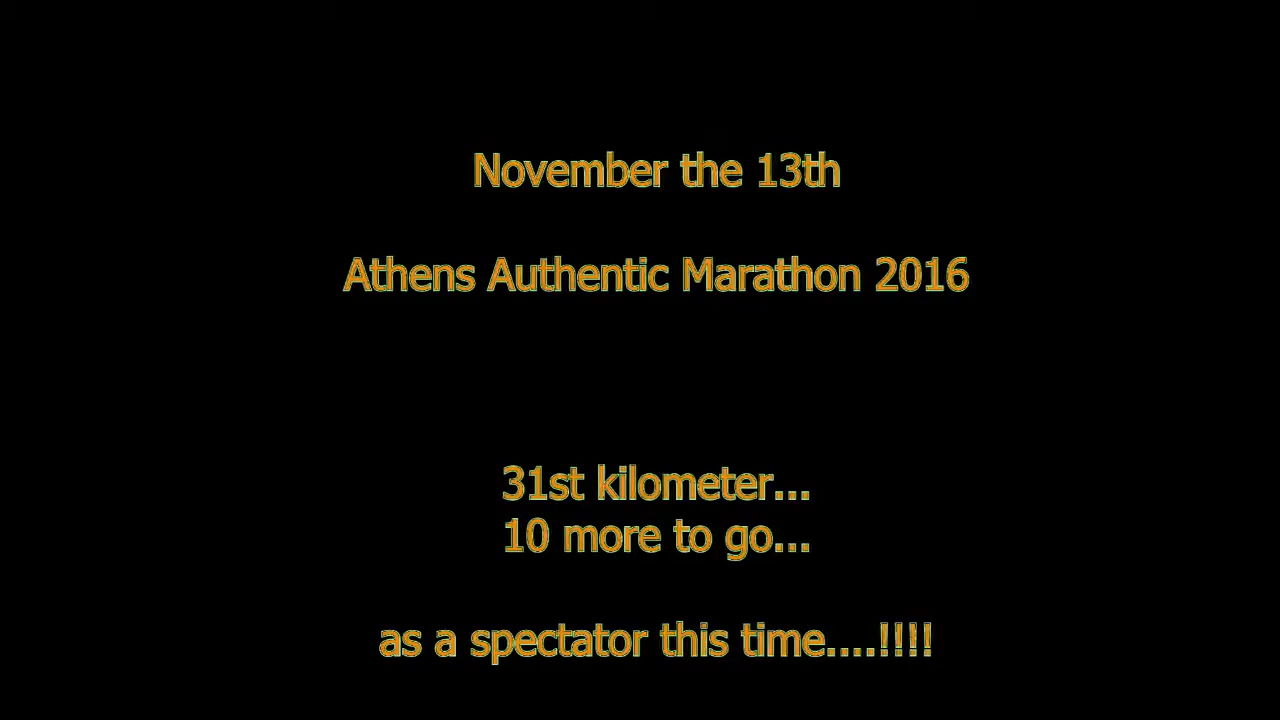 November the 13th
Athens Authentic Marathon 2016
31st kilometer...
10 more to go...
as a spectator this time....!!!!